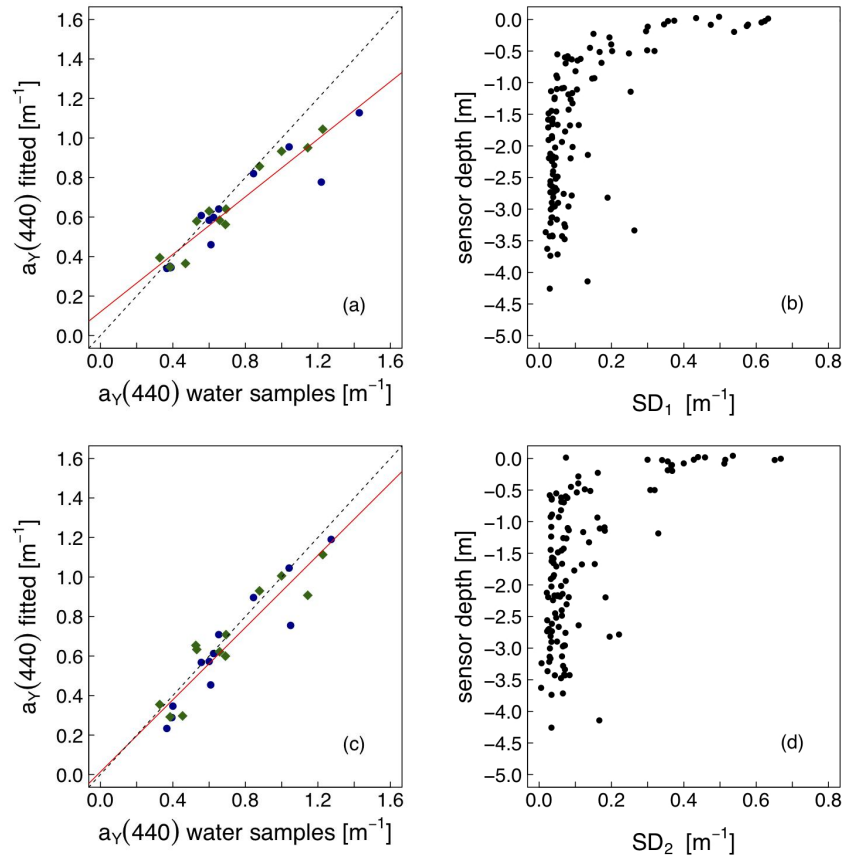 1.6
1.4
1.2
1.0
0.8
0.6
0.4
0.2
0.0
aY(440) fitted [m⁻¹]
(a)
0.0 0.4 0.8 1.2 1.6
aY(440) water samples [m⁻¹]
0.0
−0.5
−1.0
−1.5
−2.0
−2.5
−3.0
−3.5
−4.0
−4.5
−5.0
sensor depth [m]
(b)
0.0 0.2 0.4 0.6 0.8
SD₁ [m⁻¹]
1.6
1.4
1.2
1.0
0.8
0.6
0.4
0.2
0.0
aY(440) fitted [m⁻¹]
(c)
0.0 0.4 0.8 1.2 1.6
aY(440) water samples [m⁻¹]
0.0
−0.5
−1.0
−1.5
−2.0
−2.5
−3.0
−3.5
−4.0
−4.5
−5.0
sensor depth [m]
(d)
0.0 0.2 0.4 0.6 0.8
SD₂ [m⁻¹]